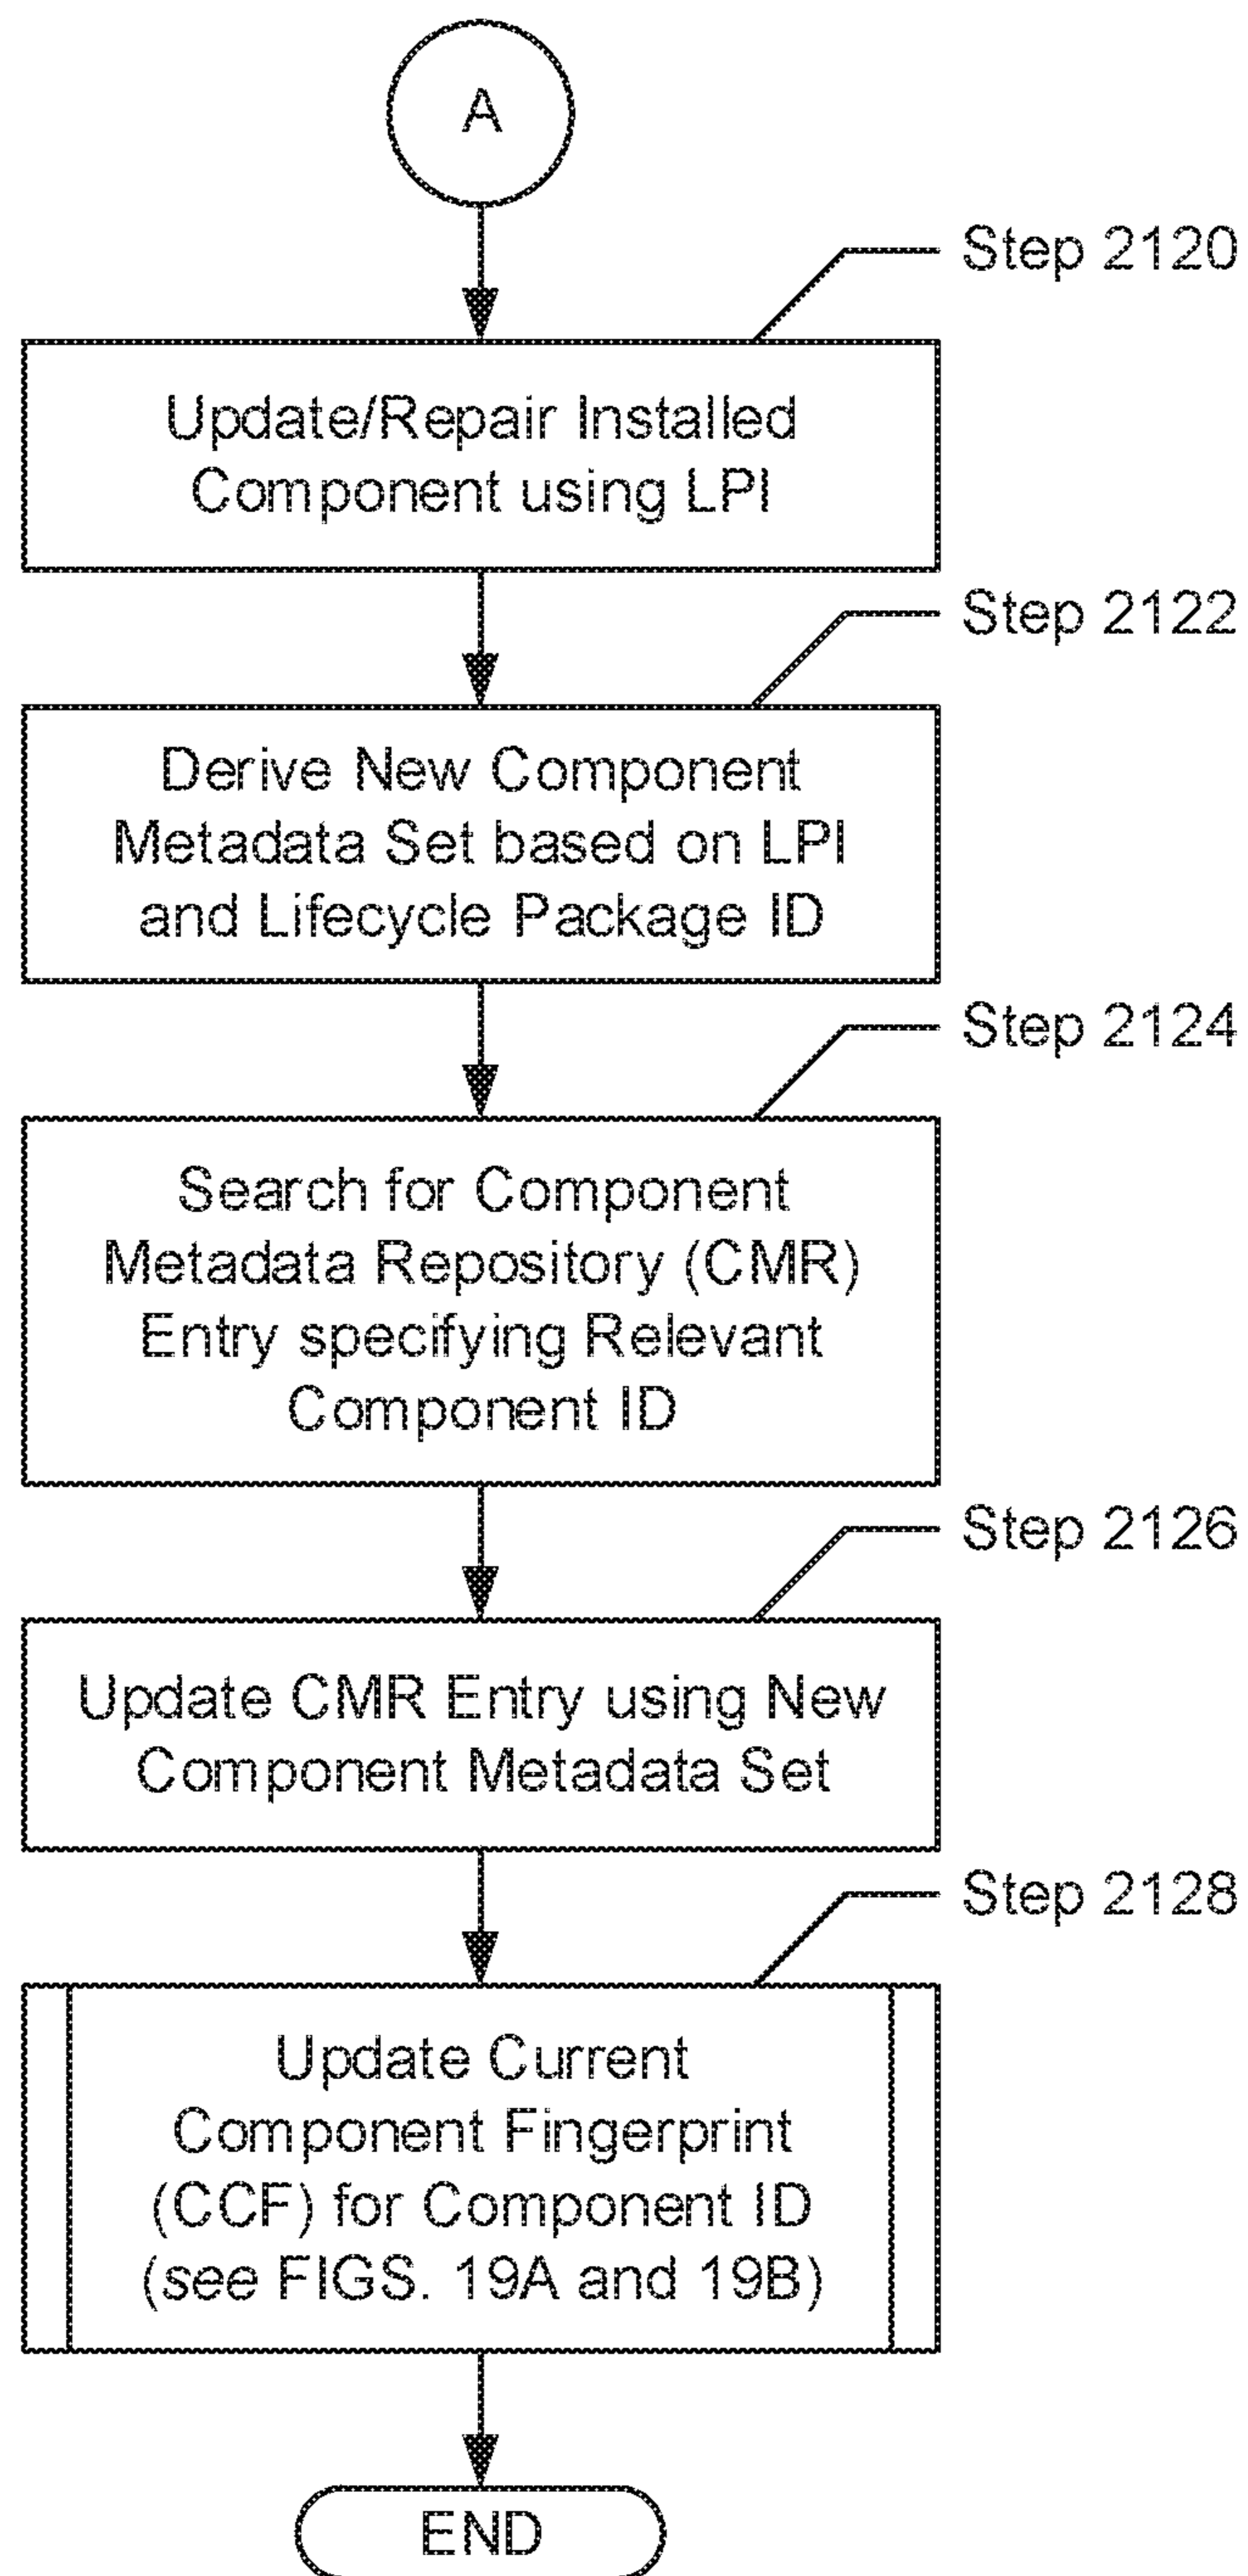 A
Step 2120
Update/Repair Installed
Component using LPI
Step 2122
Derive New Component
Metadata Set based on LPI
and Lifecycle Package ID
Step 2124
Search for Component
Metadata Repository (CMR)
Entry specifying Relevant
Component ID
Step 2126
Update CMR Entry using New
Component Metadata Set
Step 2128
Update Current
Component Fingerprint
(CCF) for Component ID
(see FIGS. 19A and 19B)
END